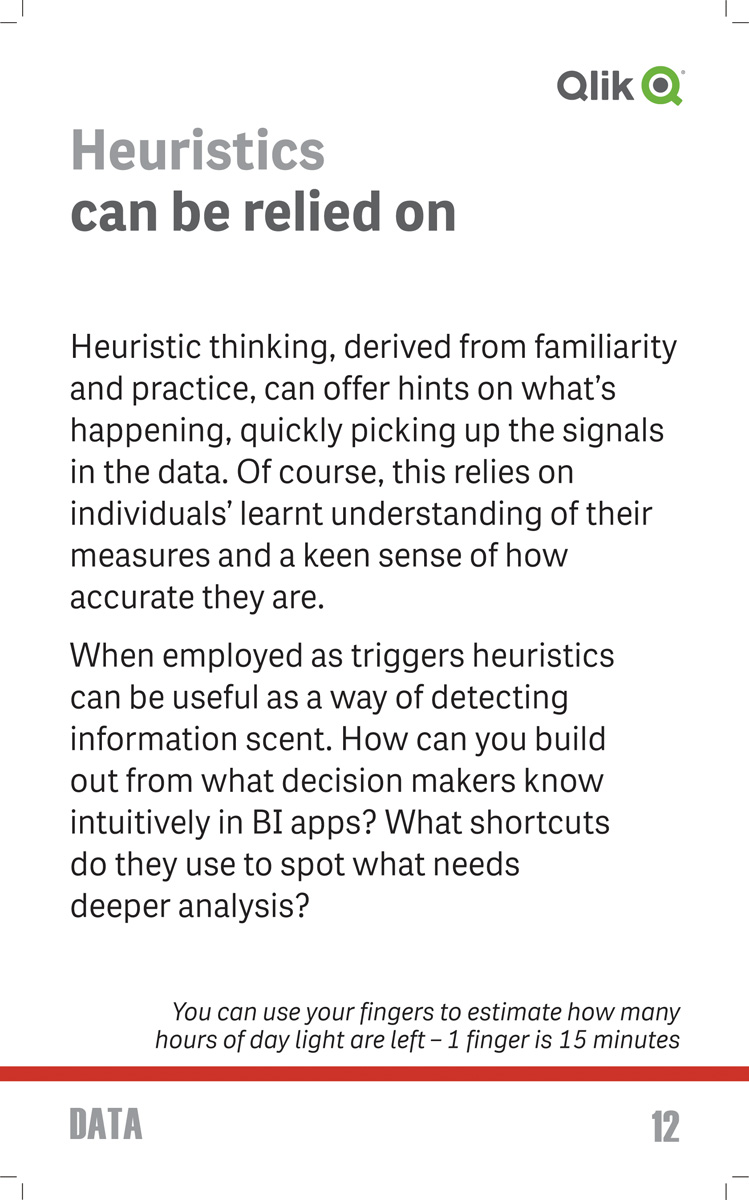 Qlik
Heuristics
can be relied on
Heuristic thinking, derived from familiarity
and practice, can offer hints on what’s
happening, quickly picking up the signals
in the data. Of course, this relies on
individuals’ learnt understanding of their
measures and a keen sense of how
accurate they are.
When employed as triggers heuristics
can be useful as a way of detecting
information scent. How can you build
out from what decision makers know
intuitively in BI apps? What shortcuts
do they use to spot what needs
deeper analysis?
You can use your fingers to estimate how many
hours of day light are left – 1 finger is 15 minutes
DATA
12